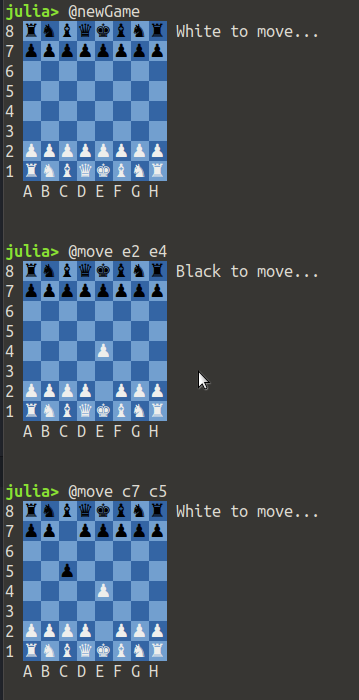 julia> @newGame
8 ♜♞♝♛♚♝♞♜ White to move...
7 ♟♟♟♟♟♟♟♟
6
5
4
3
2 ♟♟♟♟♟♟♟♟
1 ♜♞♝♛♚♝♞♜
A B C D E F G H
julia> @move e2 e4
8 ♜♞♝♛♚♝♞♜ Black to move...
7 ♟♟♟♟♟♟♟♟
6
5
4 ♟
3
2 ♟♟♟♟ ♟♟♟
1 ♜♞♝♛♚♝♞♜
A B C D E F G H
julia> @move c7 c5
8 ♜♞♝♛♚♝♞♜ White to move...
7 ♟♟ ♟♟♟♟♟
6
5 ♟
4 ♟
3
2 ♟♟♟♟ ♟♟♟
1 ♜♞♝♛♚♝♞♜
A B C D E F G H